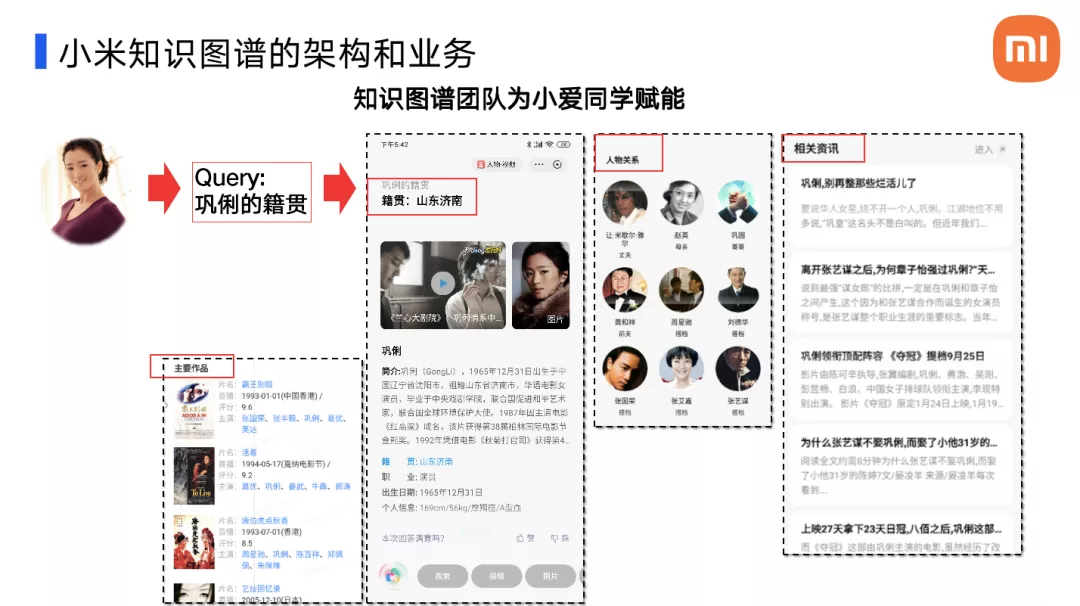 小米知识图谱的架构和业务
知识图谱团队为小爱同学赋能
Query:
巩俐的籍贯
主要作品
片名：霸王别姬
首播：1993-01-01(中国香港) /
评分：
9.6
主演：张国荣、张丰毅、巩俐、葛优、
英达
片名：活着
首播：1994-05-17(戛纳电影节) /
评分：
9.2
主演：葛优、巩俐、姜武、牛犇、郭涛
片名：唐伯虎点秋香
首播：1993-07-01(香港)
评分：
8.5
主演：周星驰、巩俐、陈百祥、郑佩
佩、朱咪咪
片名：艺伎回忆录
首播：2005-12-10(日本)
下午5:42
人物·视频
巩俐的籍贯
籍贯：山东济南
《兰心大剧院》
巩俐情系中...
图片
巩俐
简介:巩俐（GongLi），1965年12月31日出生于中
国辽宁省沈阳市，祖籍山东省济南市，华语电影女
演员，毕业于中央戏剧学院，联合国促进和平艺术
家，联合国全球环境保护大使。1987年因主演电影
《红高粱》成名，该片获得第38届柏林国际电影节
金熊奖。1992年凭借电影《秋菊打官司》获得第4...
籍 贯: 山东济南
职 业: 演员
出生日期: 1965年12月31日
个人信息: 169cm/56kg/摩羯座/A型血
本次回答满意吗?
赞
踩
搜索
视频
图片
人物关系
让·米歇尔·雅
尔
丈夫
赵英
母亲
巩固
哥哥
黄和祥
前夫
周星驰
搭档
刘德华
搭档
张国荣
搭档
张艾嘉
搭档
张艺谋
搭档
相关资讯
进入
巩俐,别再整那些烂活儿了
要说华人女星,绕不开一个人,巩俐。江湖地位不用
多说,“巩皇”这名头不是白叫的。但近年我们...
离开张艺谋之后,为何章子怡强过巩俐?"天...
说到最强“谋女郎”的比拼,一定是在巩俐和章子怡
之间产生,这个因为和张艺谋合作而诞生的女演员
称号,是张艺谋整个职业生涯的重要标志。当年...
巩俐领衔顶配阵容 《夺冠》提档9月25日
影片由陈可辛执导,张冀编剧,巩俐、黄渤、吴刚、
彭昱畅、白浪、中国女子排球队领衔主演,李现特
别出演。 影片《夺冠》原定1月24日上映,1月19...
为什么张艺谋不娶巩俐,而娶了小他31岁的...
阅读全文约需8分钟为什么张艺谋不娶巩俐,而娶
了小他31岁的陈婷?文/晏凌羊 来源/晏凌羊每次
看到...
上映27天拿下23天日冠,八佰之后,巩俐这部...
而《夺冠》这部由巩俐主演的电影,虽然经历了改